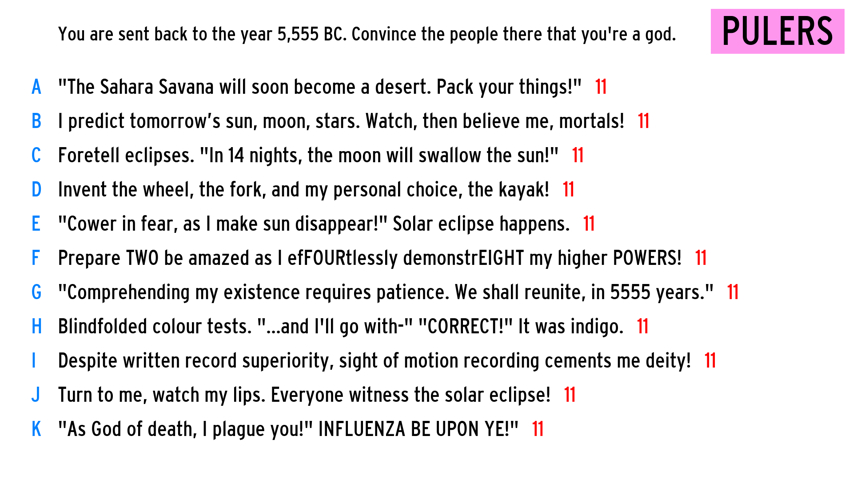 You are sent back to the year 5,555 BC. Convince the people there that you're a god.
PULERS
A "The Sahara Savana will soon become a desert. Pack your things!" 11
B I predict tomorrow’s sun, moon, stars. Watch, then believe me, mortals! 11
C Foretell eclipses. "In 14 nights, the moon will swallow the sun!" 11
D Invent the wheel, the fork, and my personal choice, the kayak! 11
E "Cower in fear, as I make sun disappear!" Solar eclipse happens. 11
F Prepare TWO be amazed as I efFOURtlessly demonstrEIGHT my higher POWERS! 11
G "Comprehending my existence requires patience. We shall reunite, in 5555 years." 11
H Blindfolded colour tests. "...and I'll go with-" "CORRECT!" It was indigo. 11
I Despite written record superiority, sight of motion recording cements me deity! 11
J Turn to me, watch my lips. Everyone witness the solar eclipse! 11
K "As God of death, I plague you!" INFLUENZA BE UPON YE!" 11